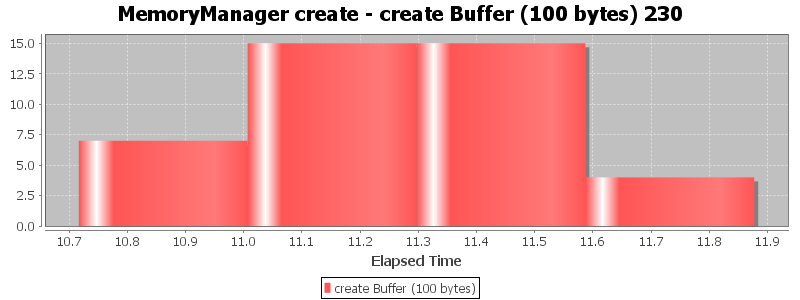 MemoryManager create - create Buffer (100 bytes) 230
15.0
12.5
10.0
7.5
5.0
2.5
0.0
10.7 10.8 10.9 11.0 11.1 11.2 11.3 11.4 11.5 11.6 11.7 11.8 11.9
Elapsed Time
create Buffer (100 bytes)